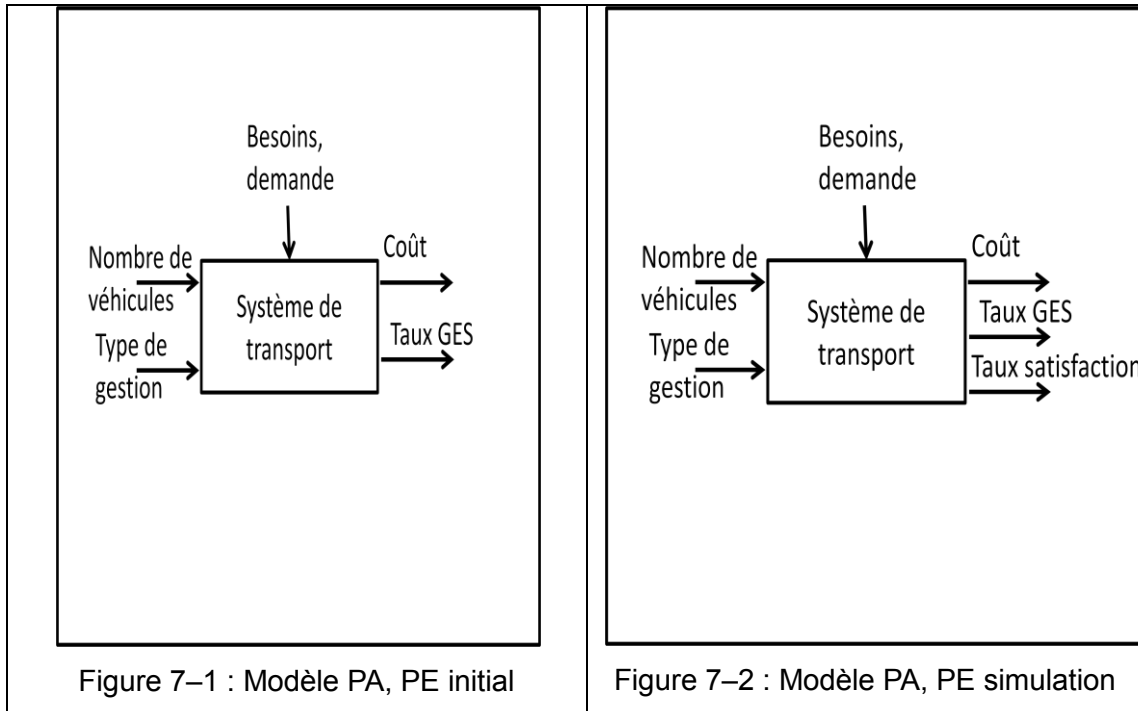 Besoins,
demande
Nombre de
véhicules
Type de
gestion
Système de
transport
Coût
Taux GES
Figure 7–1 : Modèle PA, PE initial
Besoins,
demande
Nombre de
véhicules
Type de
gestion
Système de
transport
Coût
Taux GES
Taux satisfaction
Figure 7–2 : Modèle PA, PE simulation